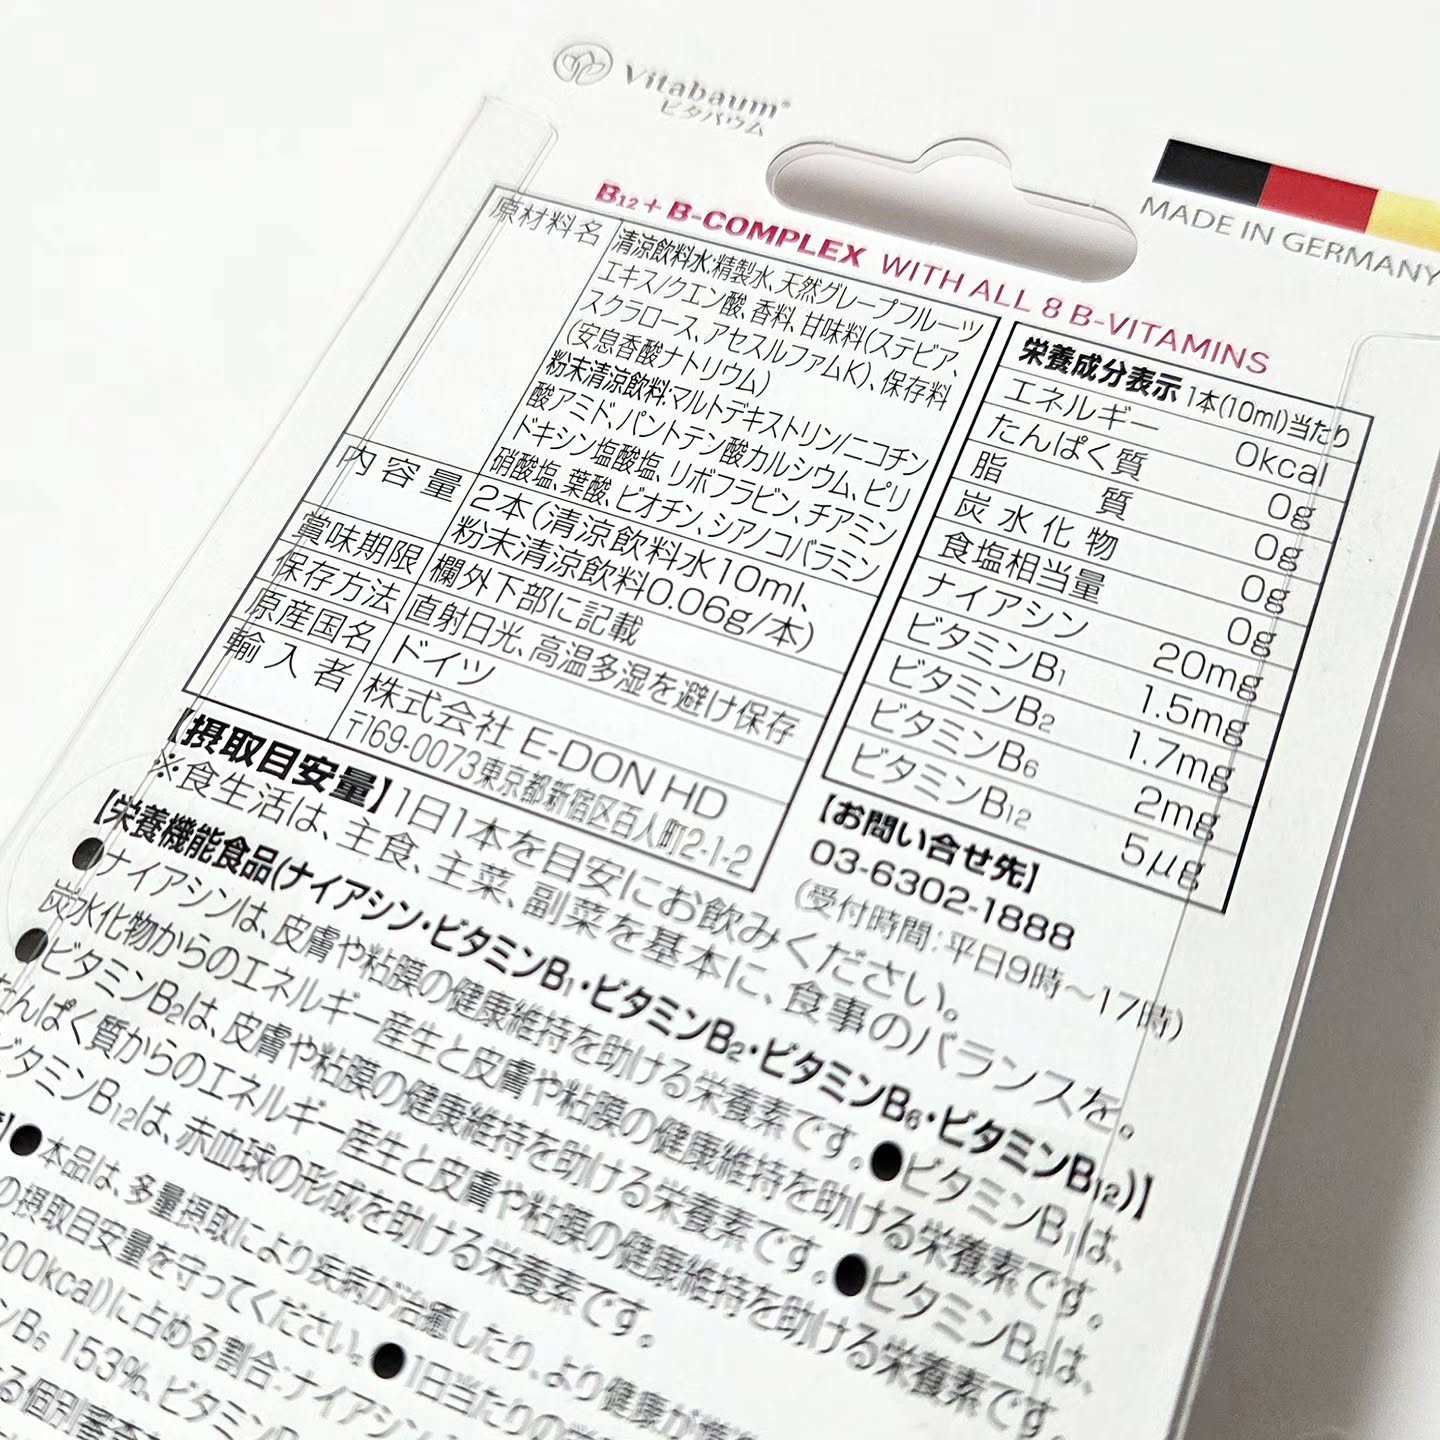 Vitabaum®
ビタバウム
MADE IN GERMANY
B12+B-COMPLEX WITH ALL 8 B-VITAMINS
原材料名
清涼飲料水:精製水、天然グレープフルーツ
エキス/クエン酸、香料、甘味料(ステビア、
スクラロース、アセスルファムK)、保存料
(安息香酸ナトリウム)
粉末清涼飲料:マルトデキストリン/ニコチン
酸アミド、パントテン酸カルシウム、ピリ
ドキシン塩酸塩、リボフラビン、チアミン
硝酸塩、葉酸、ビオチン、シアノコバラミン
内容量
2本(清涼飲料水10ml、
粉末清涼飲料0.06g/本)
賞味期限 欄外下部に記載
保存方法 直射日光、高温多湿を避け保存
原産国名 ドイツ
輸入者 株式会社 E-DON HD
〒169-0073東京都新宿区百人町2-1-2
栄養成分表示 1本(10ml)当たり
エネルギー 0kcal
たんぱく質 0g
脂質 0g
炭水化物 0g
食塩相当量 0g
ナイアシン 20mg
ビタミンB1 1.5mg
ビタミンB2 1.7mg
ビタミンB6 2mg
ビタミンB12 5μg
【お問い合せ先】
03-6302-1888
(受付時間:平日9時〜17時)
【摂取目安量】1日1本を目安にお飲みください。
※食生活は、主食、主菜、副菜を基本に、食事のバランスを。
【栄養機能食品(ナイアシン・ビタミンB1・ビタミンB2・ビタミンB6・ビタミンB12)】
●ナイアシンは、皮膚や粘膜の健康維持を助ける栄養素です。●ビタミンB1は、
炭水化物からのエネルギー産生と皮膚や粘膜の健康維持を助ける栄養素です。
●ビタミンB2は、皮膚や粘膜の健康維持を助ける栄養素です。●ビタミンB6は、
たんぱく質からのエネルギー産生と皮膚や粘膜の健康維持を助ける栄養素です。
ビタミンB12は、赤血球の形成を助ける栄養素です。
●本品は、多量摂取により疾病が治癒したり、より健康が増進
の摂取目安量を守ってください。●1日当たりの
200kcal)に占める割合:ナイアシン
B6 153%、ビタミンB